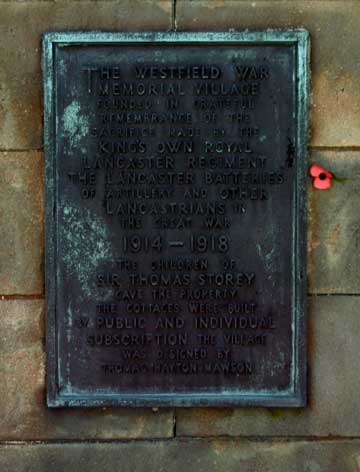 THE WESTFIELD WAR
MEMORIAL VILLAGE
FOUNDED IN GRATEFUL
REMEMBRANCE OF THE
SACRIFICE MADE BY THE
KINGS OWN ROYAL
LANCASTER REGIMENT
THE LANCASTER BATTERIES
OF ARTILLERY AND OTHER
LANCASTRIANS IN
THE GREAT WAR
1914 — 1918
THE CHILDREN OF
SIR THOMAS STOREY
GAVE THE PROPERTY
THE COTTAGES WERE BUILT
BY PUBLIC AND INDIVIDUAL
SUBSCRIPTION THE VILLAGE
WAS DESIGNED BY
THOMAS HAYTON MAWSON